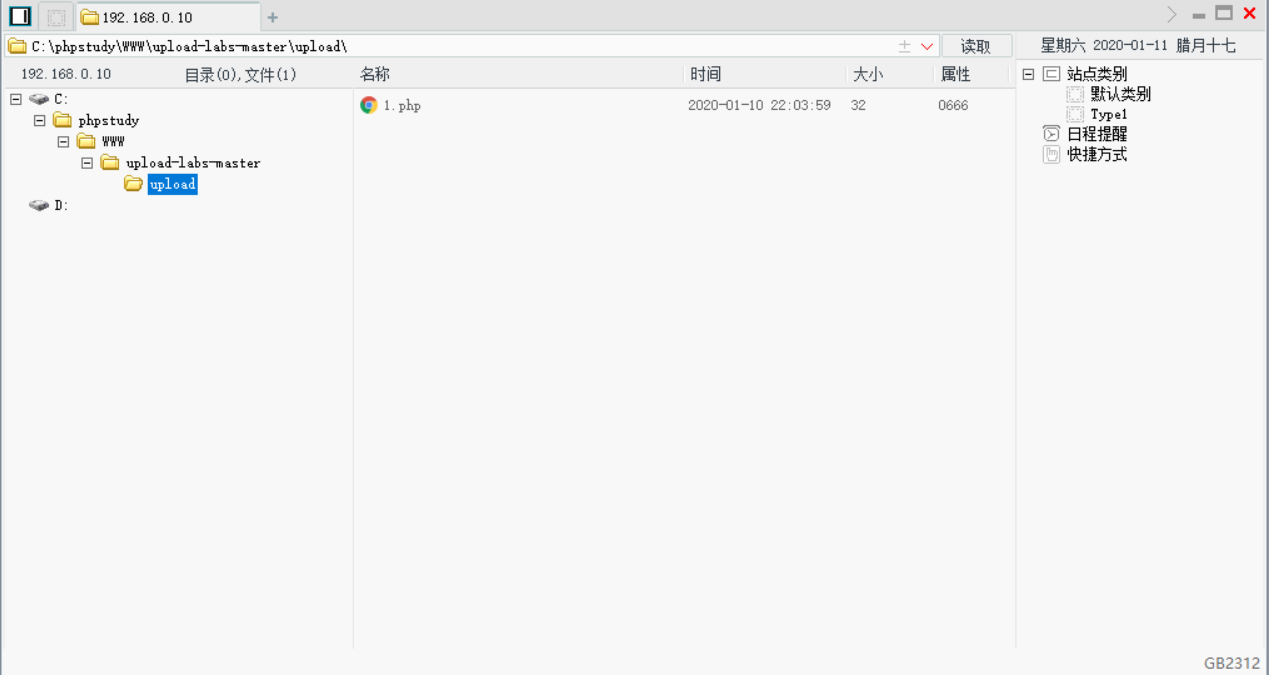 192.168.0.10 +
C:\phpstudy\WWW\upload-labs-master\upload\ 读取 星期六 2020-01-11 腊月十七
192.168.0.10 目录(0),文件(1) 名称 时间 大小 属性 站点类别
C: 1.php 2020-01-10 22:03:59 32 0666 默认类别
phpstudy Type1
WWW 日程提醒
upload-labs-master 快捷方式
upload
D:
GB2312